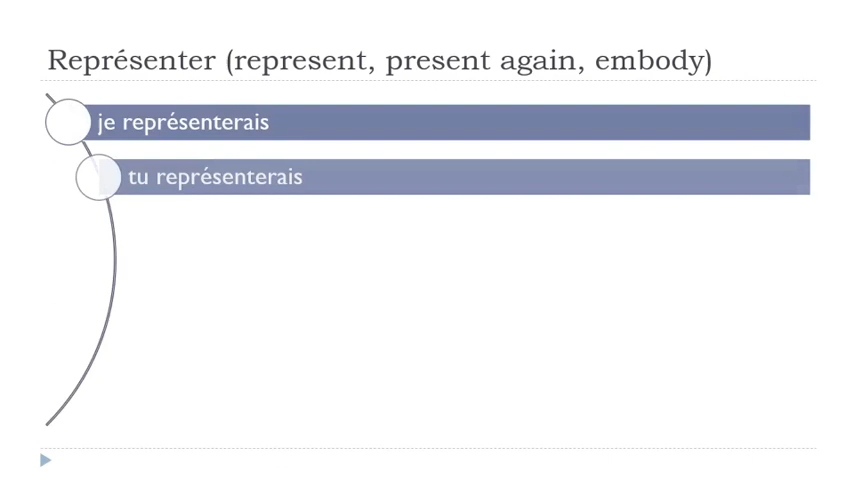 Représenter (represent, present again, embody)
je représenterais
tu représenterais